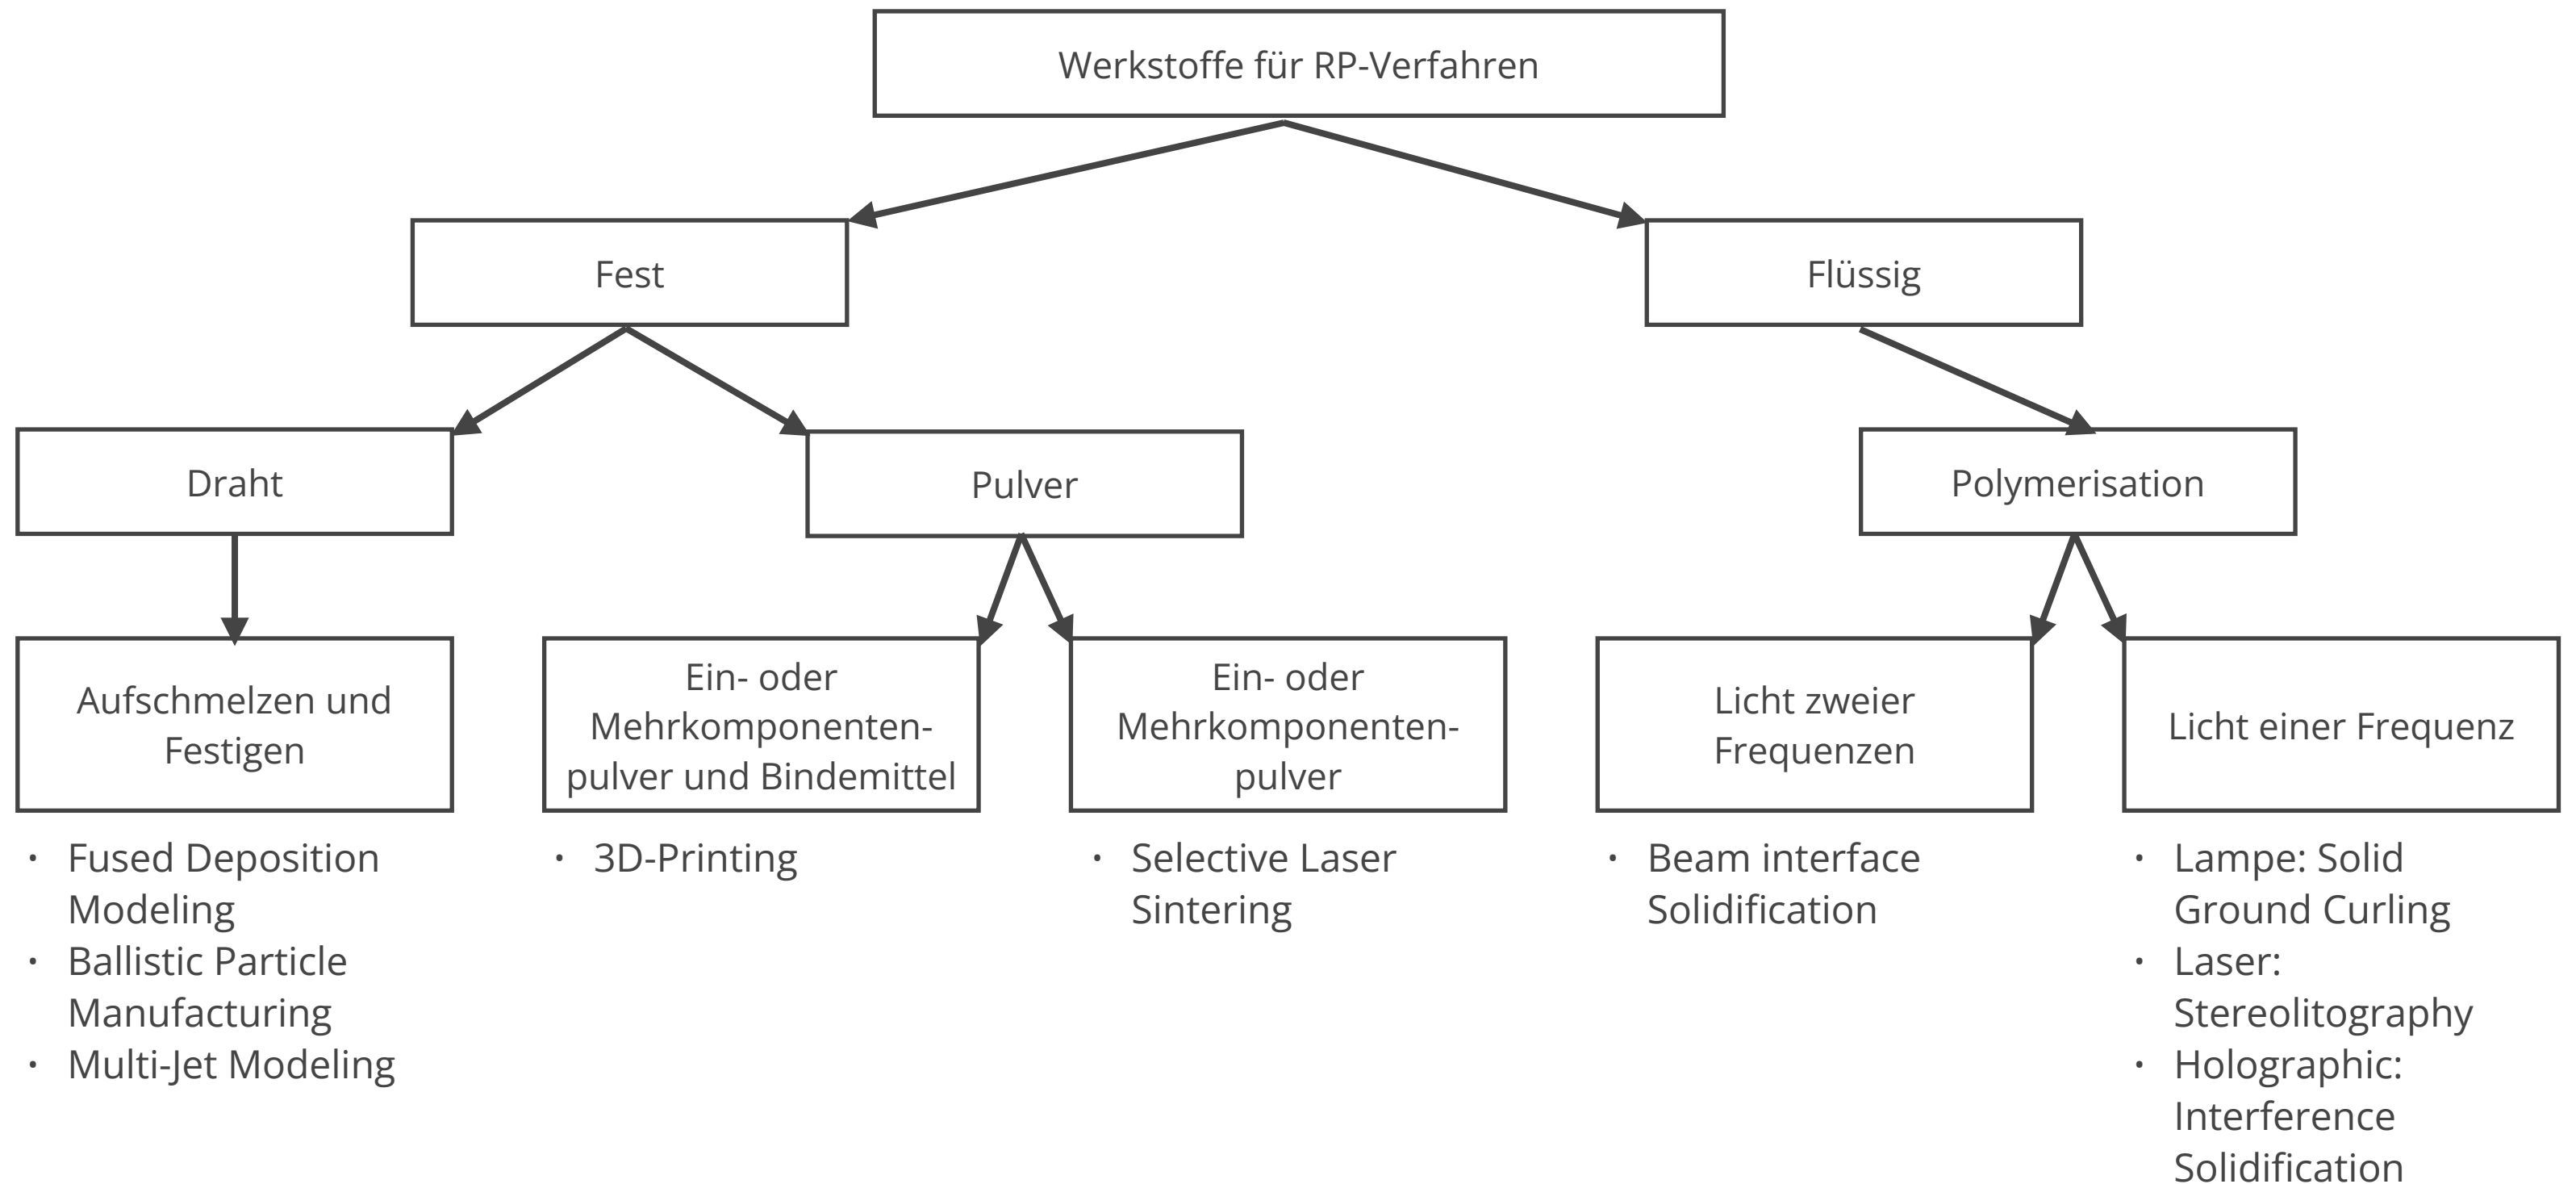 Werkstoffe für RP-Verfahren
Fest
Flüssig
Draht
Pulver
Polymerisation
Aufschmelzen und
Festigen
Ein- oder
Mehrkomponenten-
pulver und Bindemittel
Ein- oder
Mehrkomponenten-
pulver
Licht zweier
Frequenzen
Licht einer Frequenz
· Fused Deposition
Modeling
· Ballistic Particle
Manufacturing
· Multi-Jet Modeling
· 3D-Printing
· Selective Laser
Sintering
· Beam interface
Solidification
· Lampe: Solid
Ground Curling
· Laser:
Stereolitography
· Holographic:
Interference
Solidification